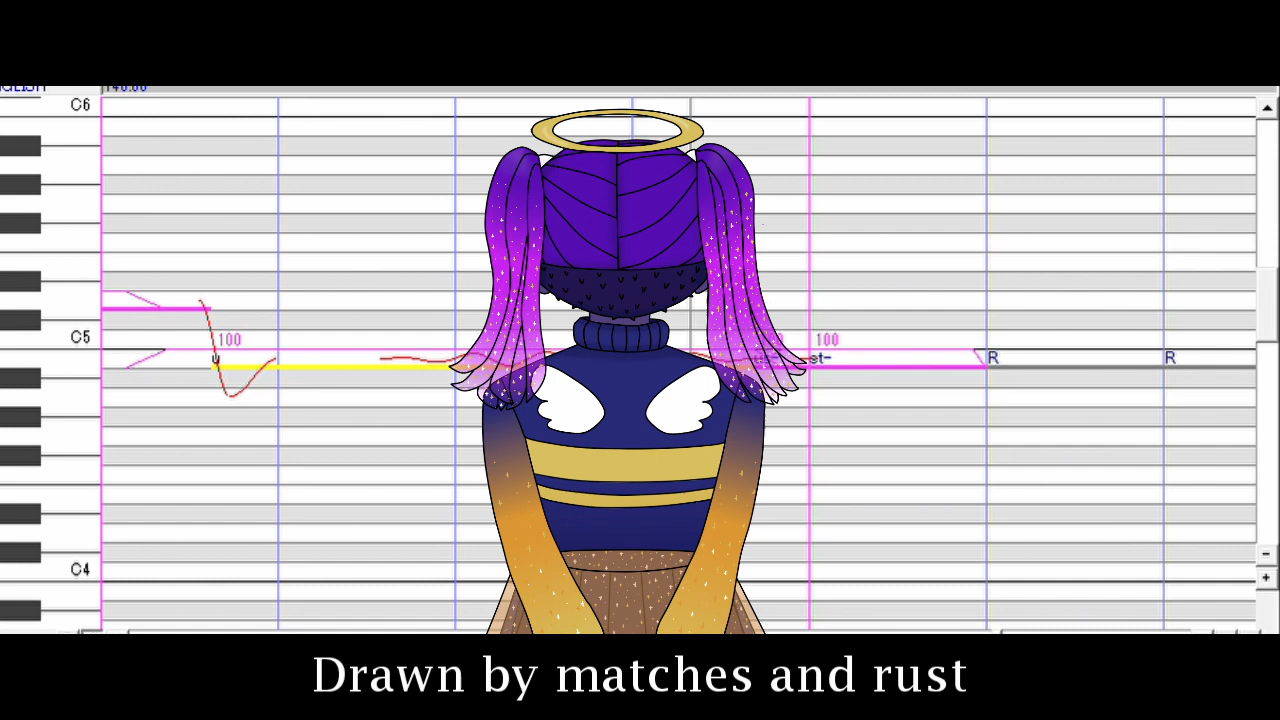 C6
C5
100
100
u
st-
R
R
C4
-
+
Drawn by matches and rust